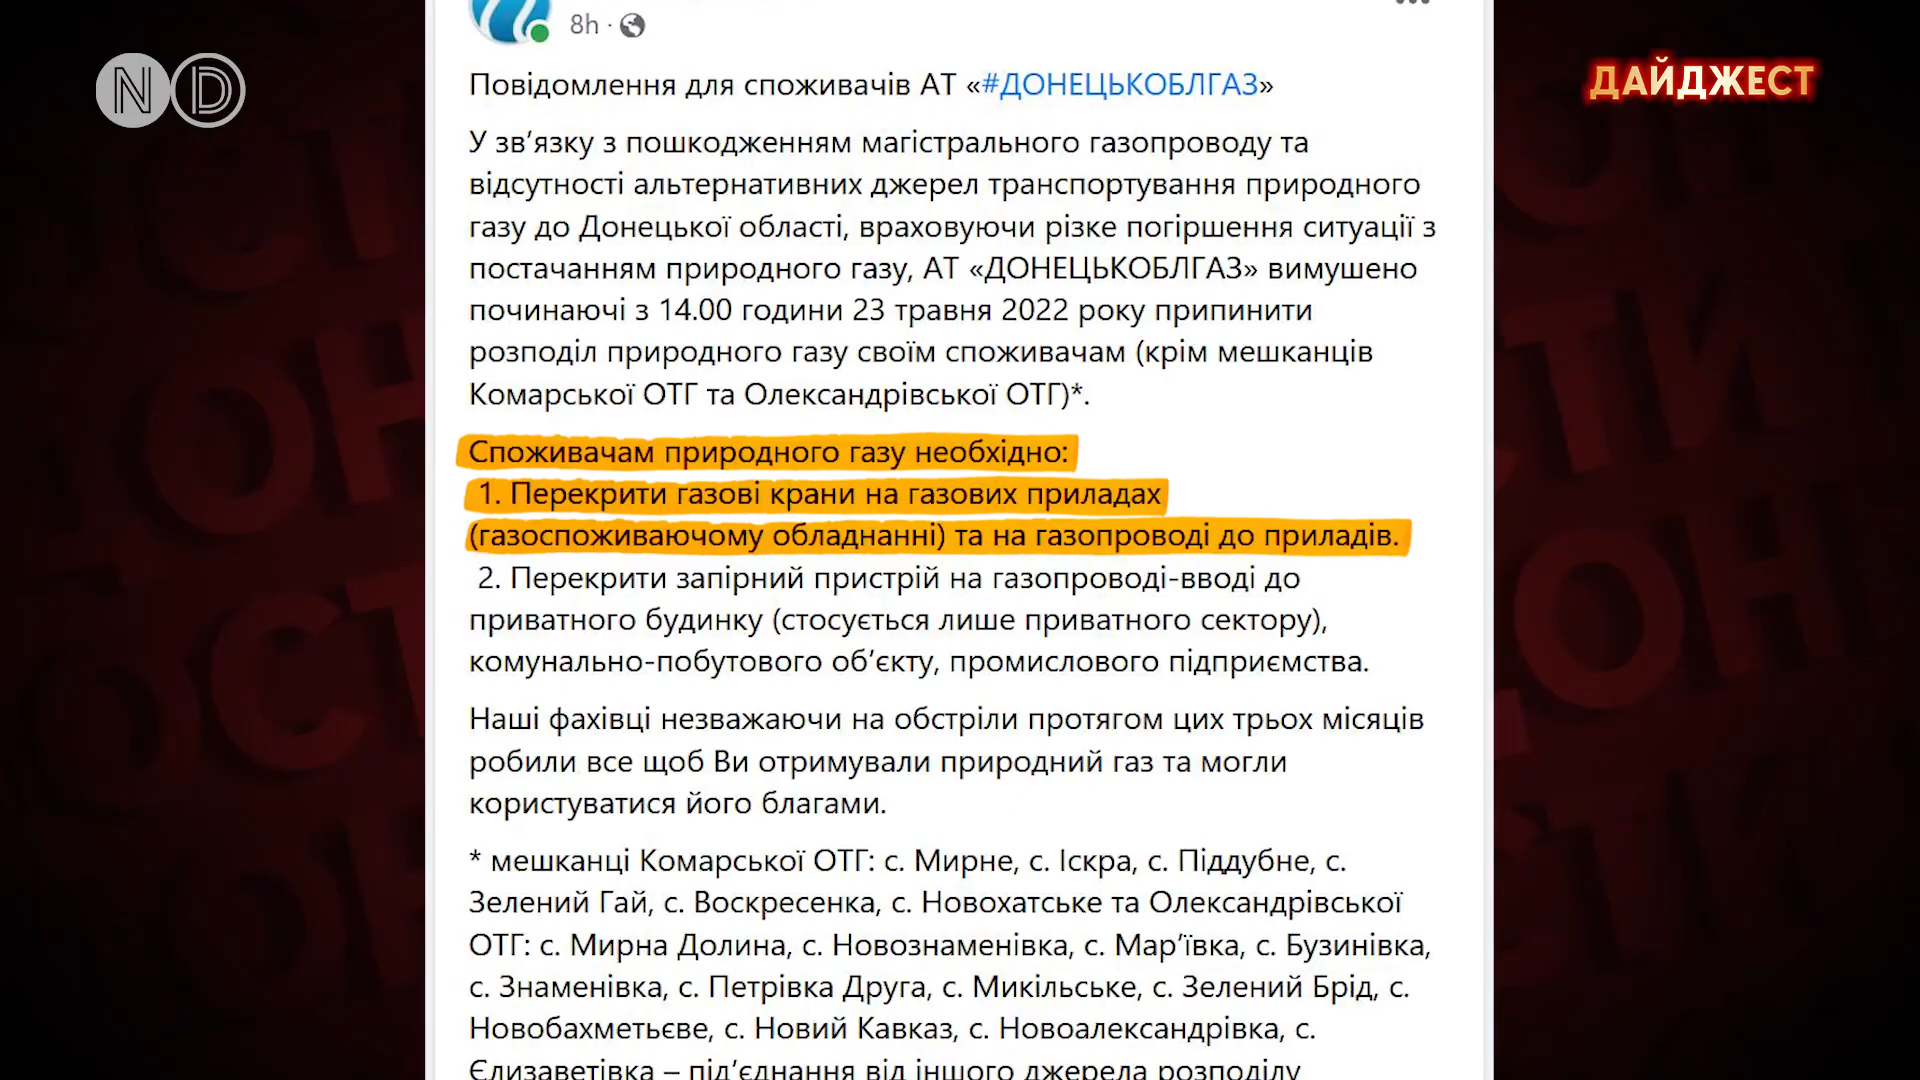 ND
ДАЙДЖЕСТ
8h ·
Повідомлення для споживачів АТ «#ДОНЕЦЬКОБЛГАЗ»
У зв’язку з пошкодженням магістрального газопроводу та
відсутності альтернативних джерел транспортування природного
газу до Донецької області, враховуючи різке погіршення ситуації з
постачанням природного газу, АТ «ДОНЕЦЬКОБЛГАЗ» вимушено
починаючі з 14.00 години 23 травня 2022 року припинити
розподіл природного газу своїм споживачам (крім мешканців
Комарської ОТГ та Олександрівської ОТГ)*.
Споживачам природного газу необхідно:
1. Перекрити газові крани на газових приладах
(газоспоживаючому обладнанні) та на газопроводі до приладів.
2. Перекрити запірний пристрій на газопроводі-вводі до
приватного будинку (стосується лише приватного сектору),
комунально-побутового об’єкту, промислового підприємства.
Наші фахівці незважаючи на обстріли протягом цих трьох місяців
робили все щоб Ви отримували природний газ та могли
користуватися його благами.
* мешканці Комарської ОТГ: с. Мирне, с. Іскра, с. Піддубне, с.
Зелений Гай, с. Воскресенка, с. Новохатське та Олександрівської
ОТГ: с. Мирна Долина, с. Новознаменівка, с. Мар’ївка, с. Бузинівка,
с. Знаменівка, с. Петрівка Друга, с. Микільське, с. Зелений Брід, с.
Новобахметьєве, с. Новий Кавказ, с. Новоалександрівка, с.
Єлизаветівка – під’єднання від іншого джерела розподілу